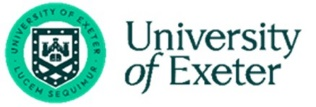 UNIVERSITY OF EXETER
LUCEM SEQUIMUR
University
of Exeter